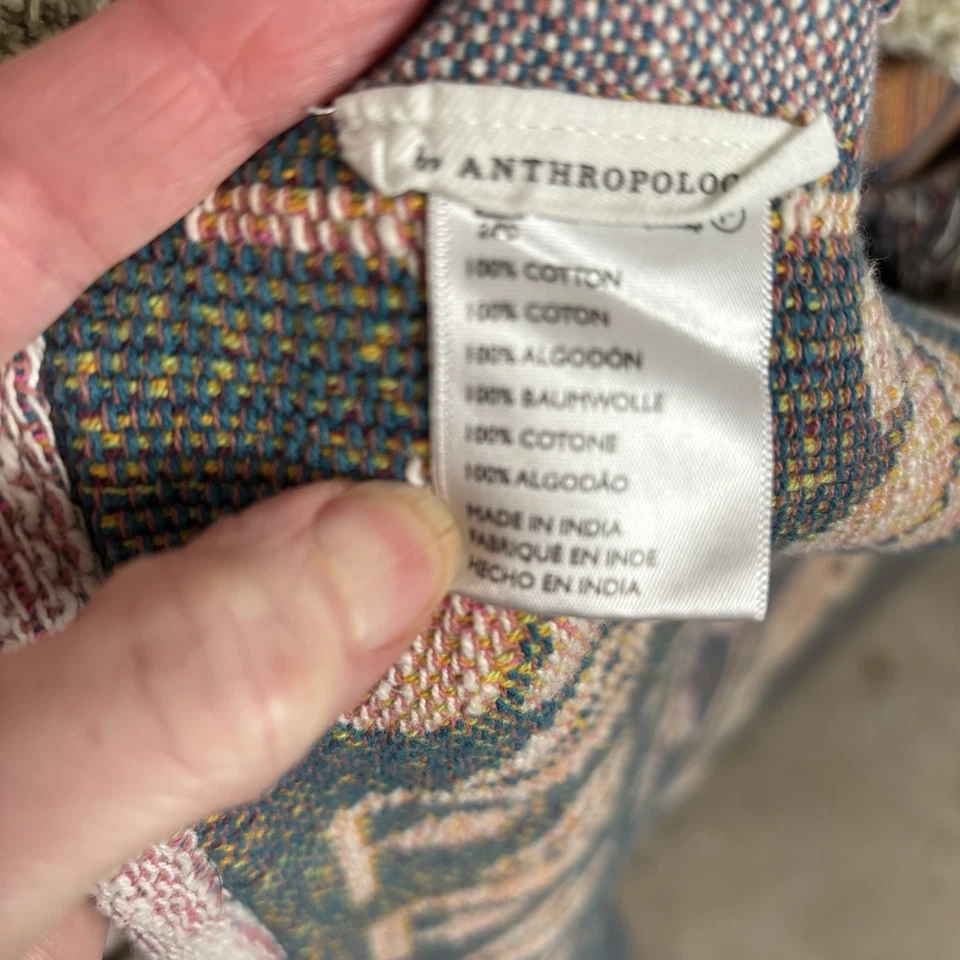 by ANTHROPOLOG
100% COTTON
100% COTON
100% ALGODÓN
100% BAUMWOLLE
100% COTONE
100% ALGODÃO
MADE IN INDIA
FABRIQUÉ EN INDE
HECHO EN INDIA